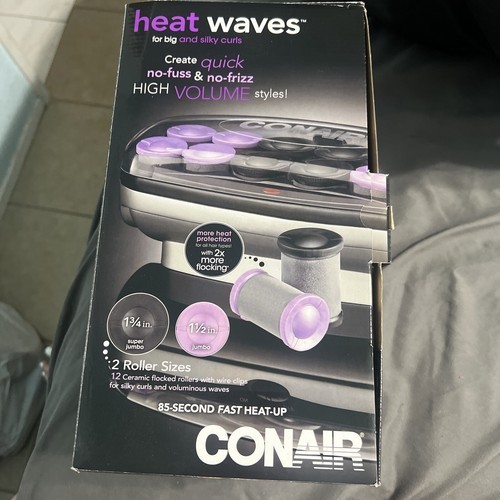 heat waves™
for big and silky curls
Create quick
no-fuss & no-frizz
HIGH VOLUME styles!
CONAIR
more heat
protection
for all hair types!
with 2x
more
flocking*
1¾ in.
super
jumbo
1½ in.
jumbo
2 Roller Sizes
12 Ceramic flocked rollers with wire clips
for silky curls and voluminous waves
85-SECOND FAST HEAT-UP
CONAIR